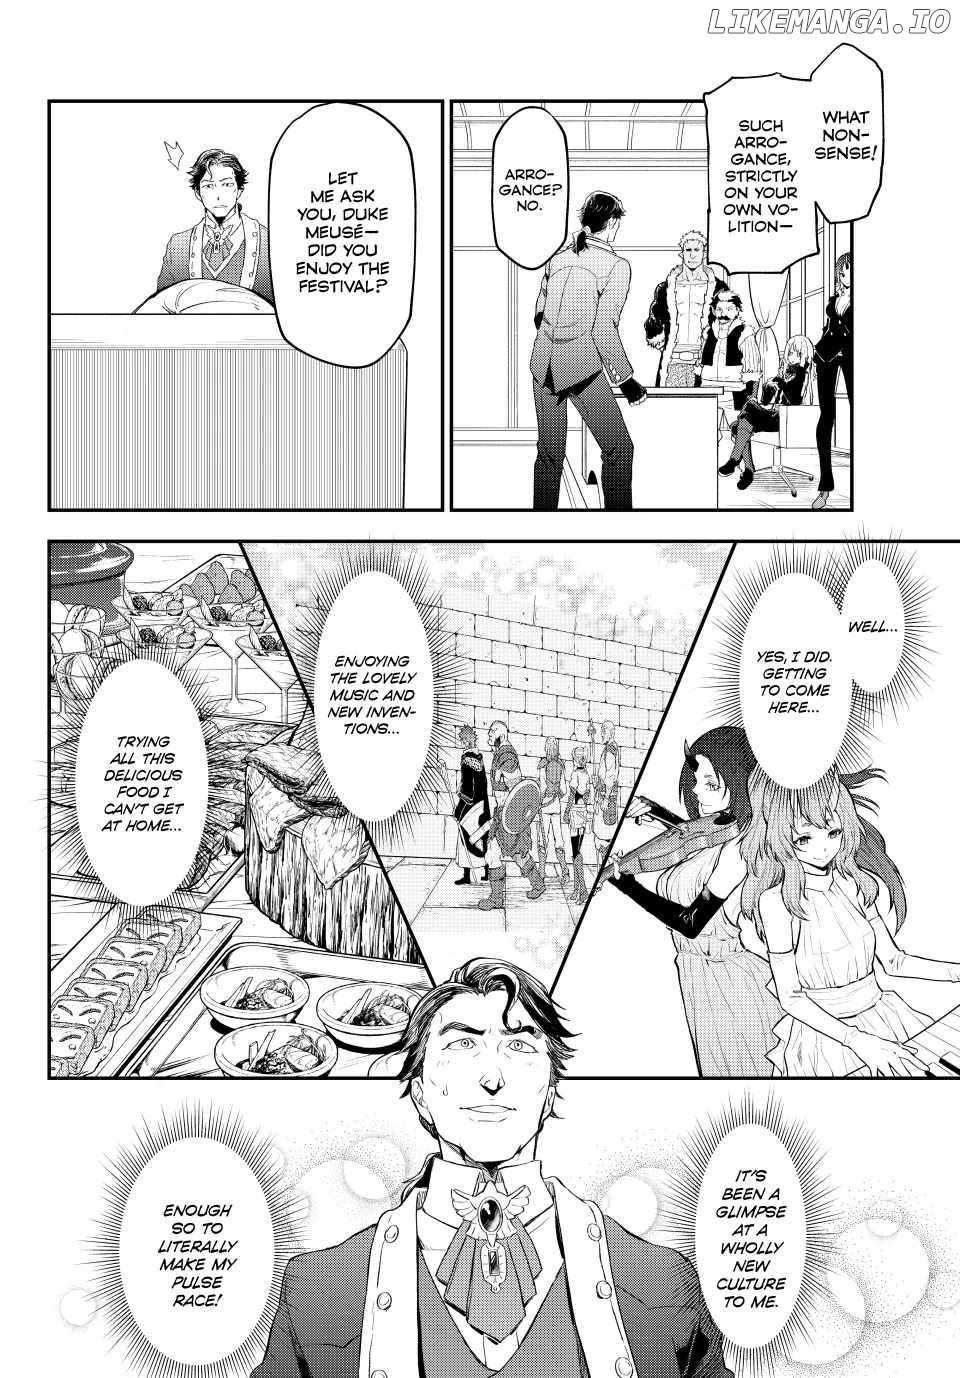 LIKEMANGA.IO
WHAT
NON-
SENSE!
SUCH
ARRO-
GANCE,
STRICTLY
ON YOUR
OWN VO-
LITION—
ARRO-
GANCE?
NO.
LET
ME ASK
YOU, DUKE
MEUSÉ—
DID YOU
ENJOY THE
FESTIVAL?
WELL...
YES, I DID.
GETTING
TO COME
HERE...
ENJOYING
THE LOVELY
MUSIC AND
NEW INVEN-
TIONS...
TRYING
ALL THIS
DELICIOUS
FOOD I
CAN'T GET
AT HOME...
IT'S
BEEN A
GLIMPSE
AT A
WHOLLY
NEW
CULTURE
TO ME.
ENOUGH
SO TO
LITERALLY
MAKE MY
PULSE
RACE!